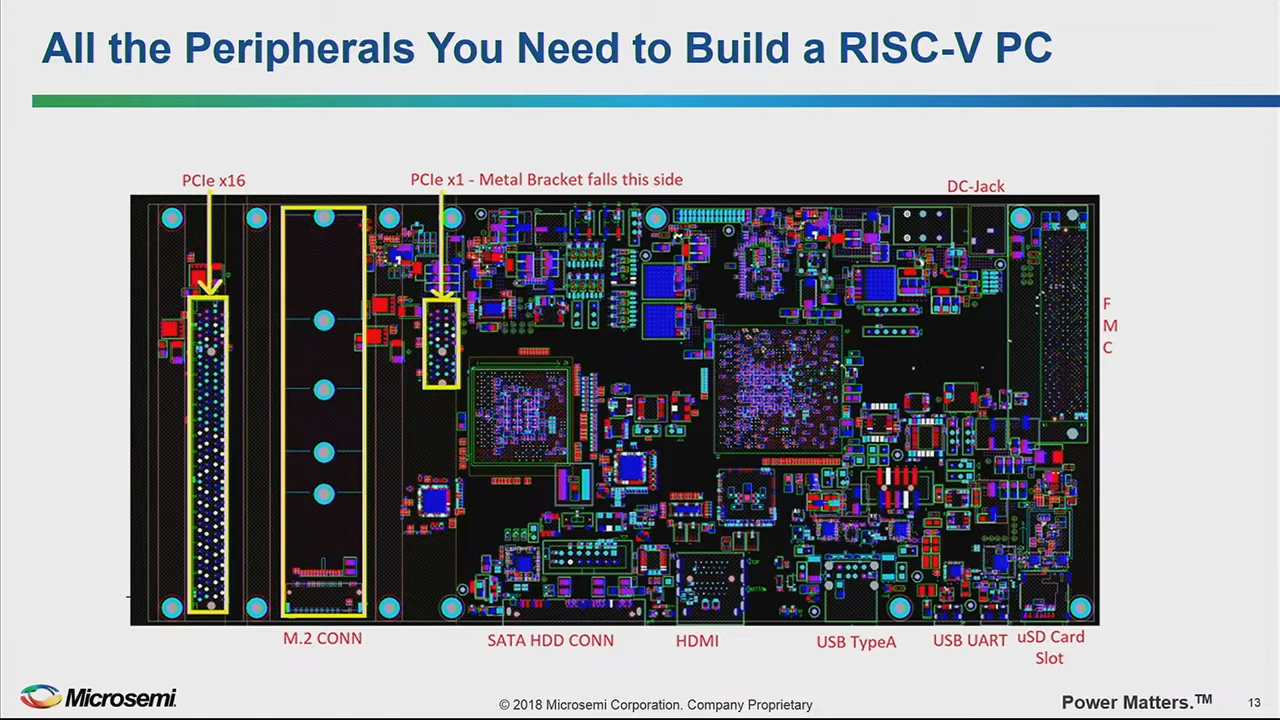 All the Peripherals You Need to Build a RISC-V PC
PCIe x16
PCIe x1 - Metal Bracket falls this side
DC-Jack
F
M
C
M.2 CONN
SATA HDD CONN
HDMI
USB TypeA
USB UART
uSD Card
Slot
Microsemi.
© 2018 Microsemi Corporation. Company Proprietary
Power Matters.™
13